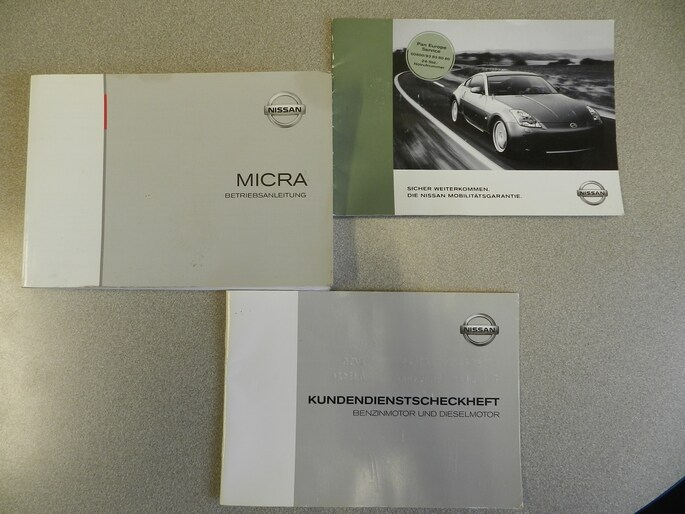 NISSAN
MICRA
BETRIEBSANLEITUNG
Pan Europe
Service
SICHER WEITERKOMMEN.
DIE NISSAN MOBILITÄTSGARANTIE.
NISSAN
NISSAN
KUNDENDIENSTSCHECKHEFT
BENZINMOTOR UND DIESELMOTOR